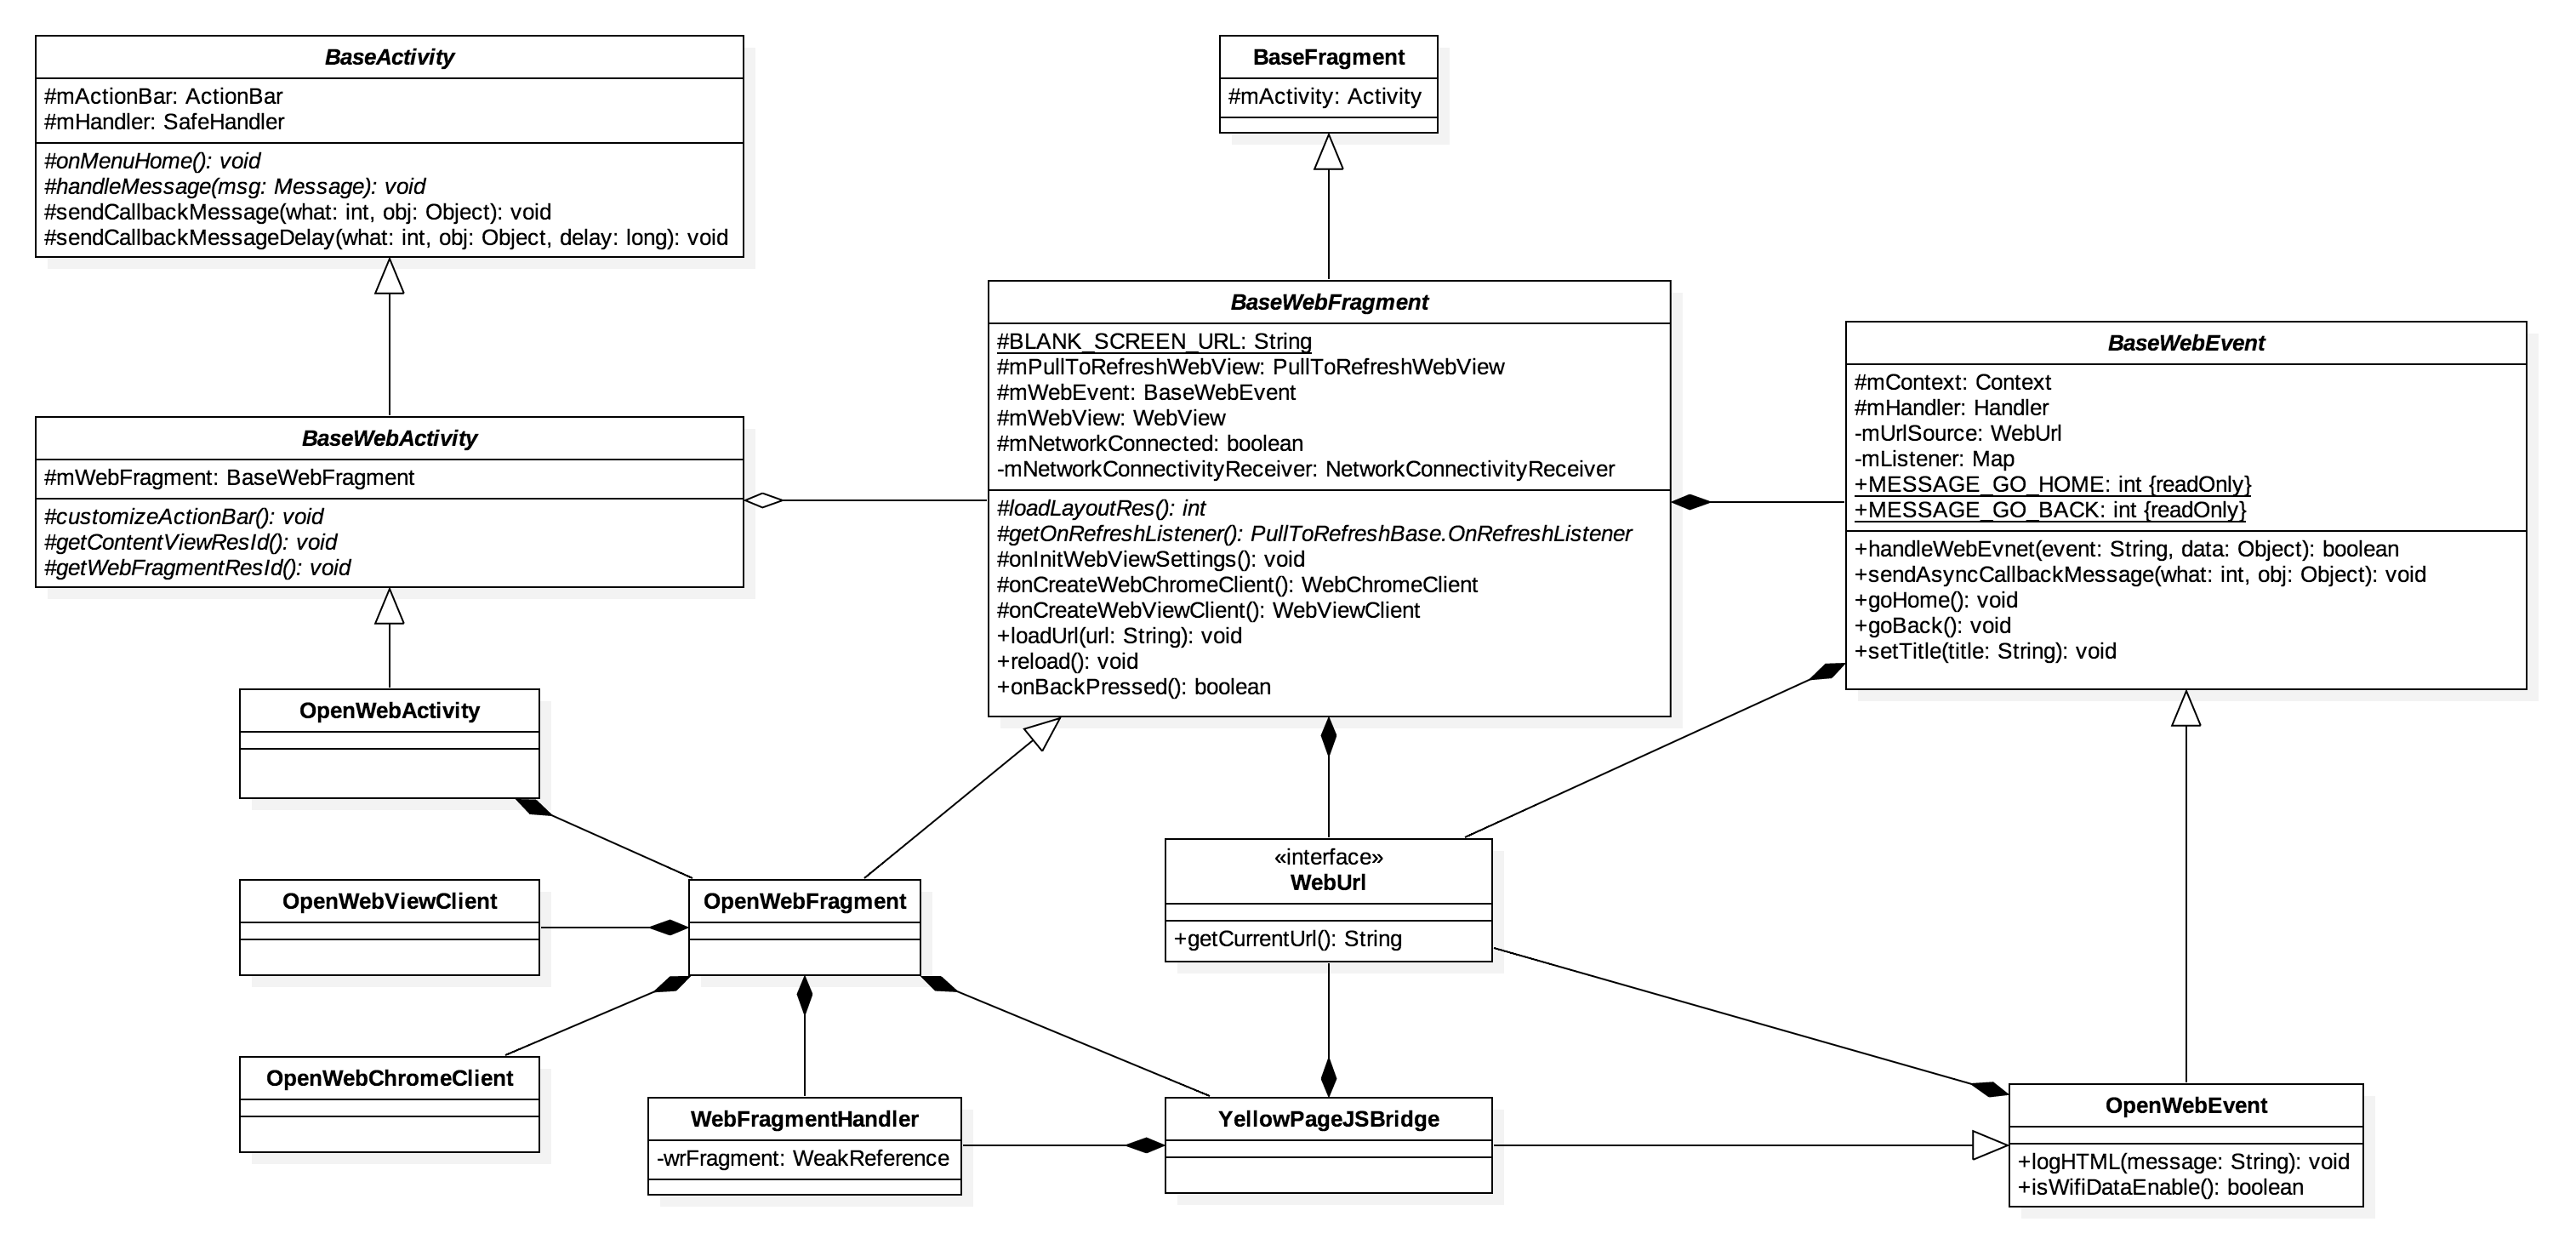 BaseActivity
#mActionBar: ActionBar
#mHandler: SafeHandler
#onMenuHome(): void
#handleMessage(msg: Message): void
#sendCallbackMessage(what: int, obj: Object): void
#sendCallbackMessageDelay(what: int, obj: Object, delay: long): void
BaseFragment
#mActivity: Activity
BaseWebFragment
#BLANK_SCREEN_URL: String
#mPullToRefreshWebView: PullToRefreshWebView
#mWebEvent: BaseWebEvent
#mWebView: WebView
#mNetworkConnected: boolean
-mNetworkConnectivityReceiver: NetworkConnectivityReceiver
#loadLayoutRes(): int
#getOnRefreshListener(): PullToRefreshBase.OnRefreshListener
#onInitWebViewSettings(): void
#onCreateWebChromeClient(): WebChromeClient
#onCreateWebViewClient(): WebViewClient
+loadUrl(url: String): void
+reload(): void
+onBackPressed(): boolean
BaseWebEvent
#mContext: Context
#mHandler: Handler
-mUrlSource: WebUrl
-mListener: Map
+MESSAGE_GO_HOME: int {readOnly}
+MESSAGE_GO_BACK: int {readOnly}
+handleWebEvnet(event: String, data: Object): boolean
+sendAsyncCallbackMessage(what: int, obj: Object): void
+goHome(): void
+goBack(): void
+setTitle(title: String): void
BaseWebActivity
#mWebFragment: BaseWebFragment
#customizeActionBar(): void
#getContentViewResId(): void
#getWebFragmentResId(): void
OpenWebActivity
OpenWebViewClient
OpenWebFragment
«interface»
WebUrl
+getCurrentUrl(): String
OpenWebChromeClient
WebFragmentHandler
-wrFragment: WeakReference
YellowPageJSBridge
OpenWebEvent
+logHTML(message: String): void
+isWifiDataEnable(): boolean